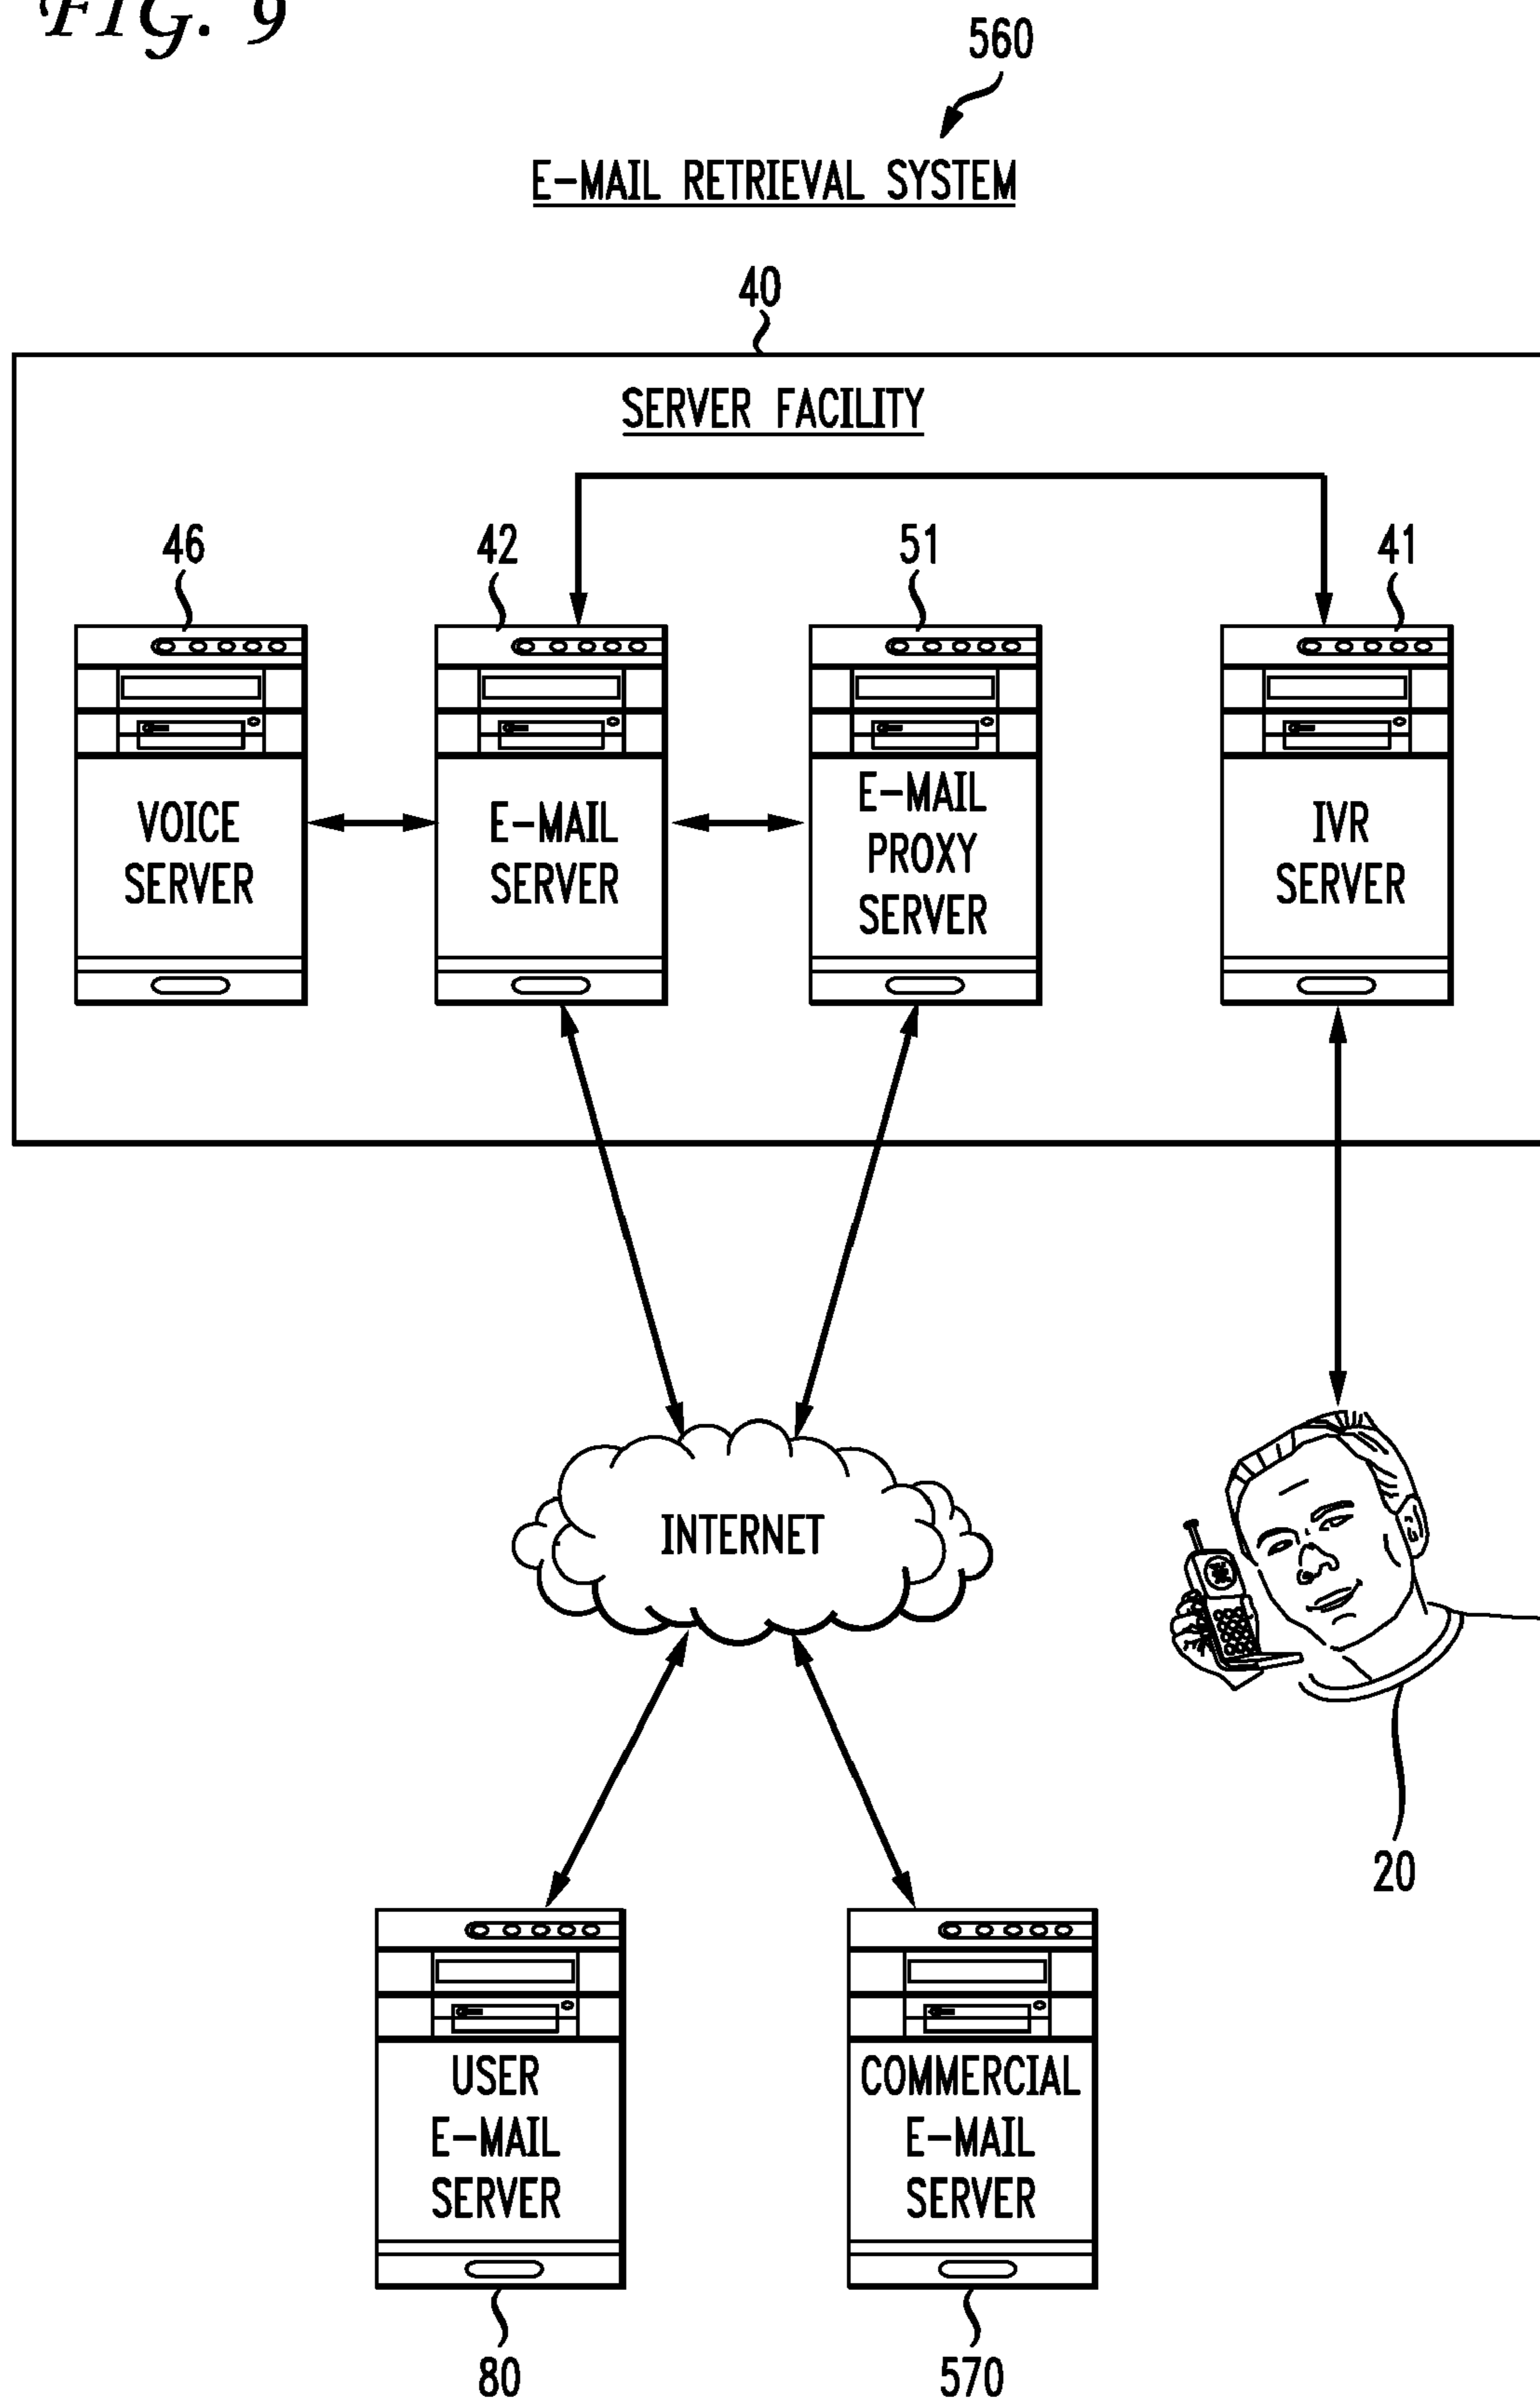 FIG. 9
560
E-MAIL RETRIEVAL SYSTEM
40
SERVER FACILITY
46
42
51
41
VOICE
SERVER
E-MAIL
SERVER
E-MAIL
PROXY
SERVER
IVR
SERVER
INTERNET
20
USER
E-MAIL
SERVER
COMMERCIAL
E-MAIL
SERVER
80
570